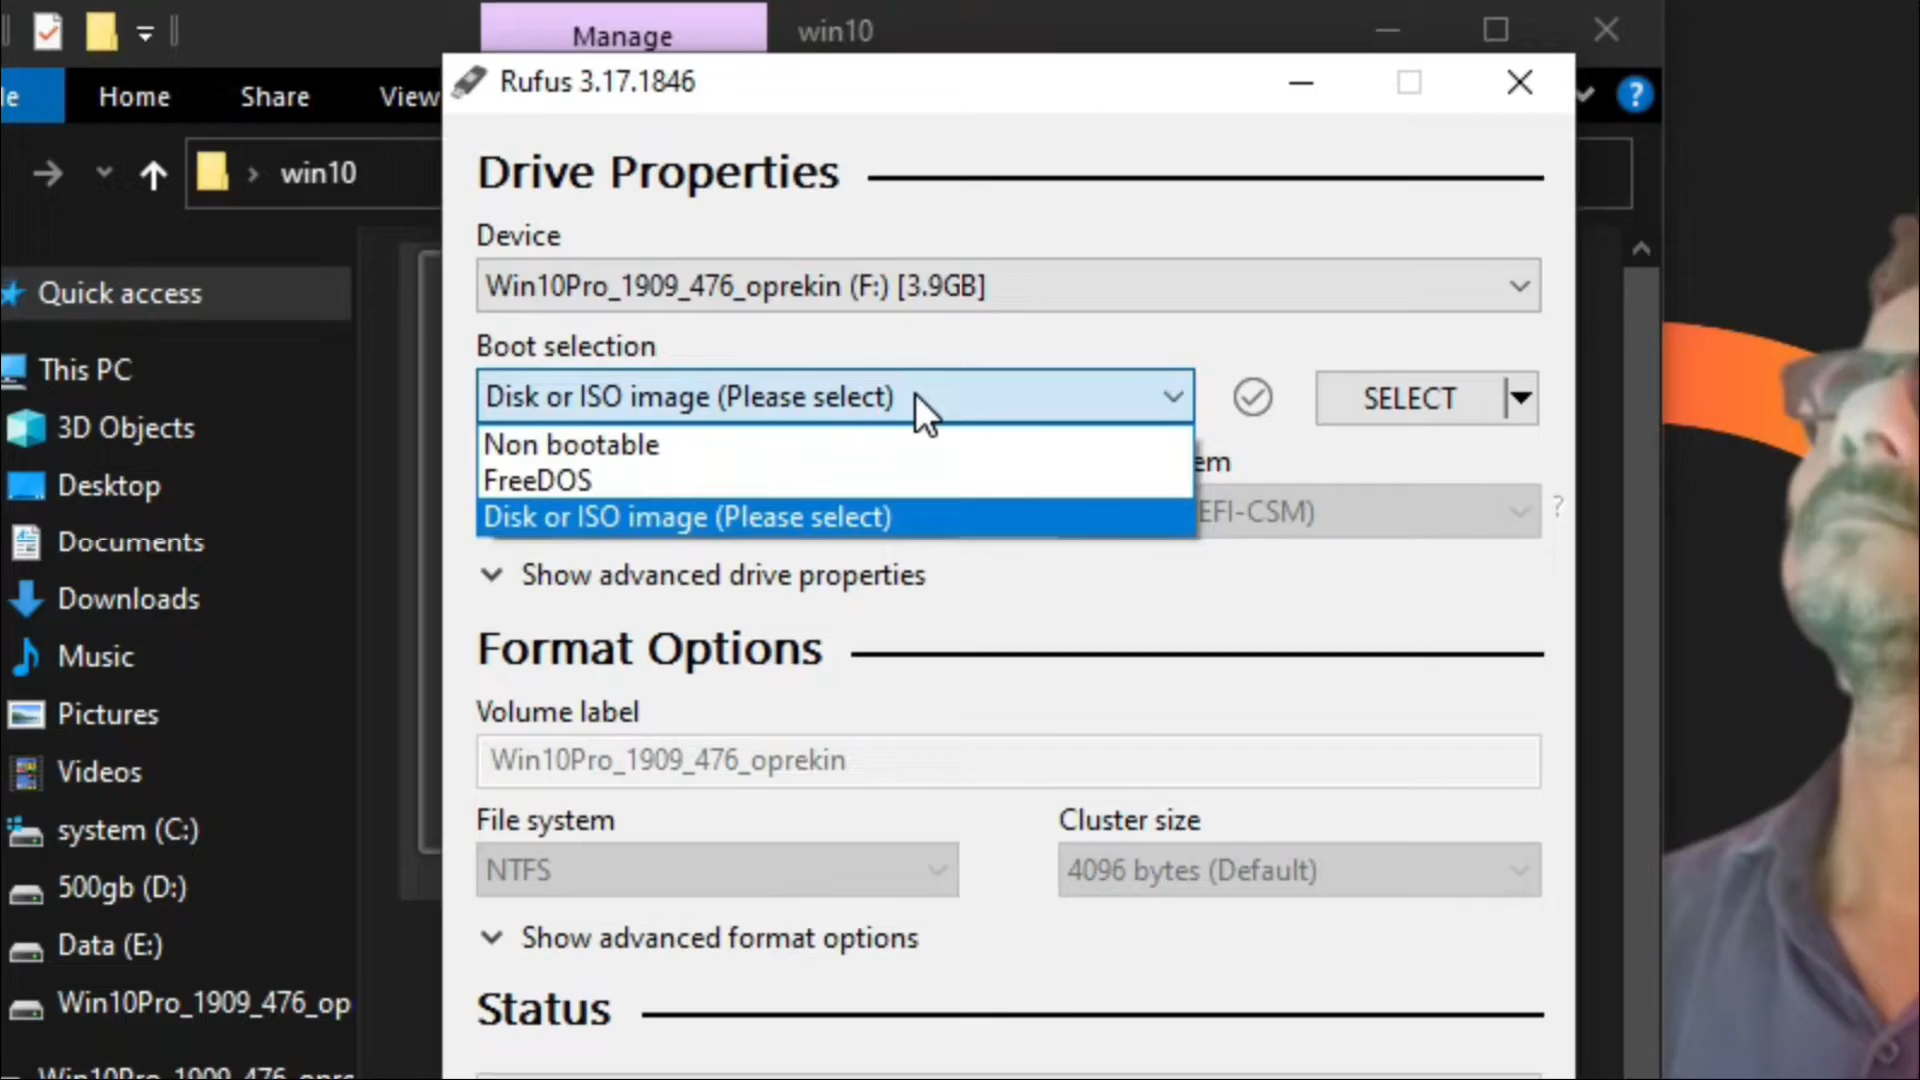 Manage
win10
Rufus 3.17.1846
Home
Share
View
?
win10
Drive Properties
Device
Win10Pro_1909_476_oprekin (F:) [3.9GB]
Boot selection
Disk or ISO image (Please select)
SELECT
Non bootable
FreeDOS
Disk or ISO image (Please select)
em
EFI-CSM)
?
Show advanced drive properties
Format Options
Volume label
Win10Pro_1909_476_oprekin
File system
Cluster size
NTFS
4096 bytes (Default)
Show advanced format options
Status
Quick access
This PC
3D Objects
Desktop
Documents
Downloads
Music
Pictures
Videos
system (C:)
500gb (D:)
Data (E:)
Win10Pro_1909_476_op